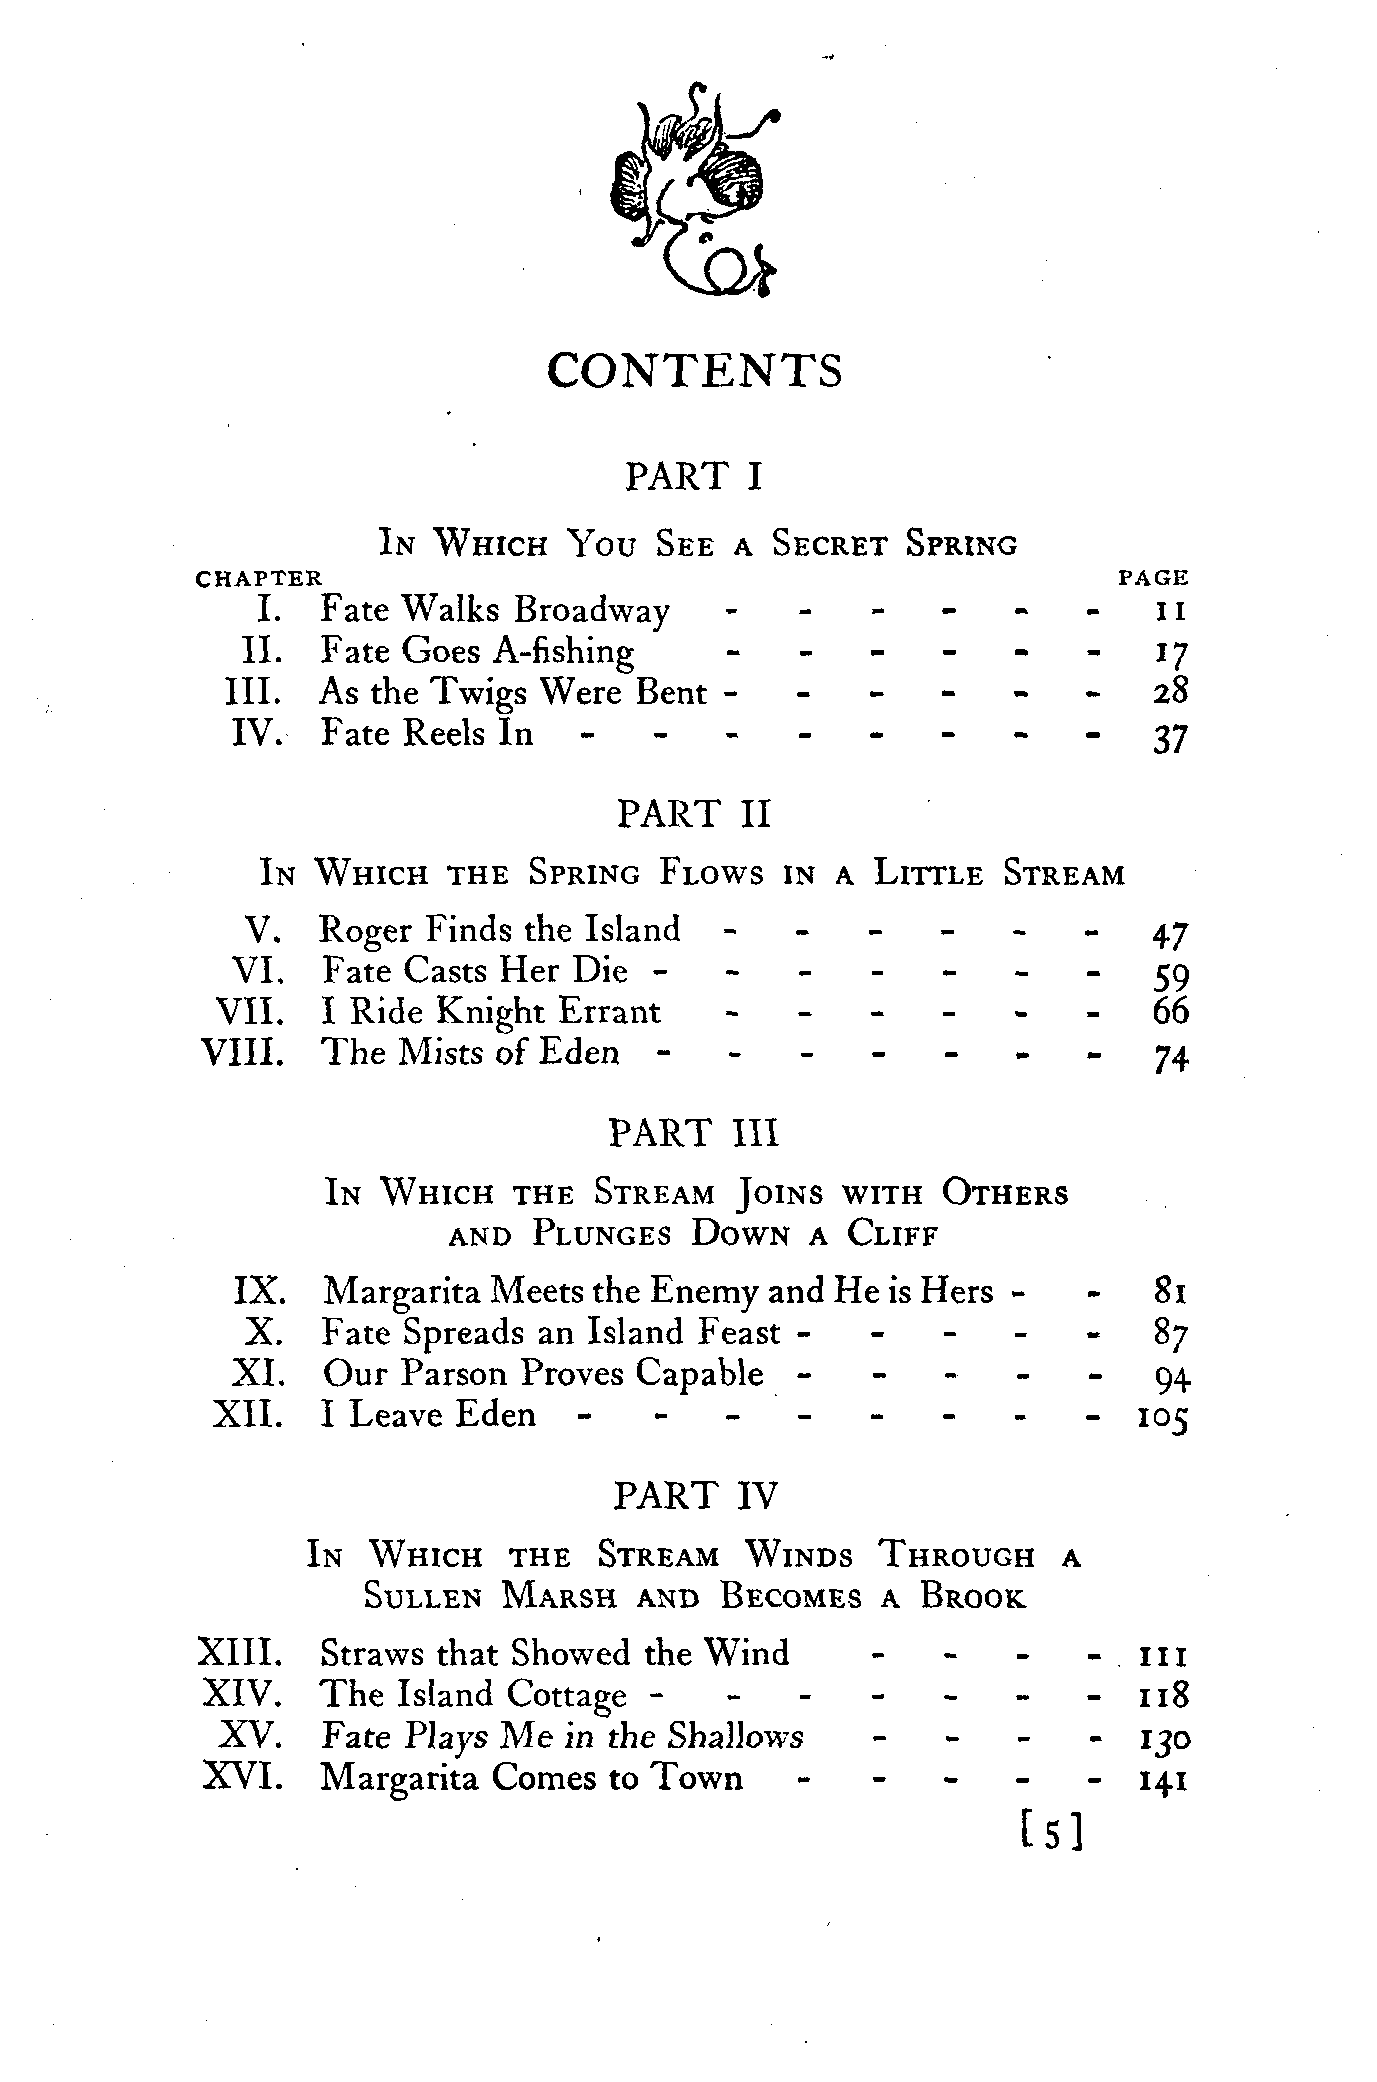 CONTENTS
PART I
In Which You See a Secret Spring
CHAPTER PAGE
I. Fate Walks Broadway - - - - - - 11
II. Fate Goes A-fishing - - - - - - 17
III. As the Twigs Were Bent - - - - - - 28
IV. Fate Reels In - - - - - - - - 37
PART II
In Which the Spring Flows in a Little Stream
V. Roger Finds the Island - - - - - - 47
VI. Fate Casts Her Die - - - - - - - 59
VII. I Ride Knight Errant - - - - - - 66
VIII. The Mists of Eden - - - - - - - 74
PART III
In Which the Stream Joins with Others
and Plunges Down a Cliff
IX. Margarita Meets the Enemy and He is Hers - - 81
X. Fate Spreads an Island Feast - - - - - 87
XI. Our Parson Proves Capable - - - - - 94
XII. I Leave Eden - - - - - - - - 105
PART IV
In Which the Stream Winds Through a
Sullen Marsh and Becomes a Brook
XIII. Straws that Showed the Wind - - - - 111
XIV. The Island Cottage - - - - - - - 118
XV. Fate Plays Me in the Shallows - - - - 130
XVI. Margarita Comes to Town - - - - - 141
[5]